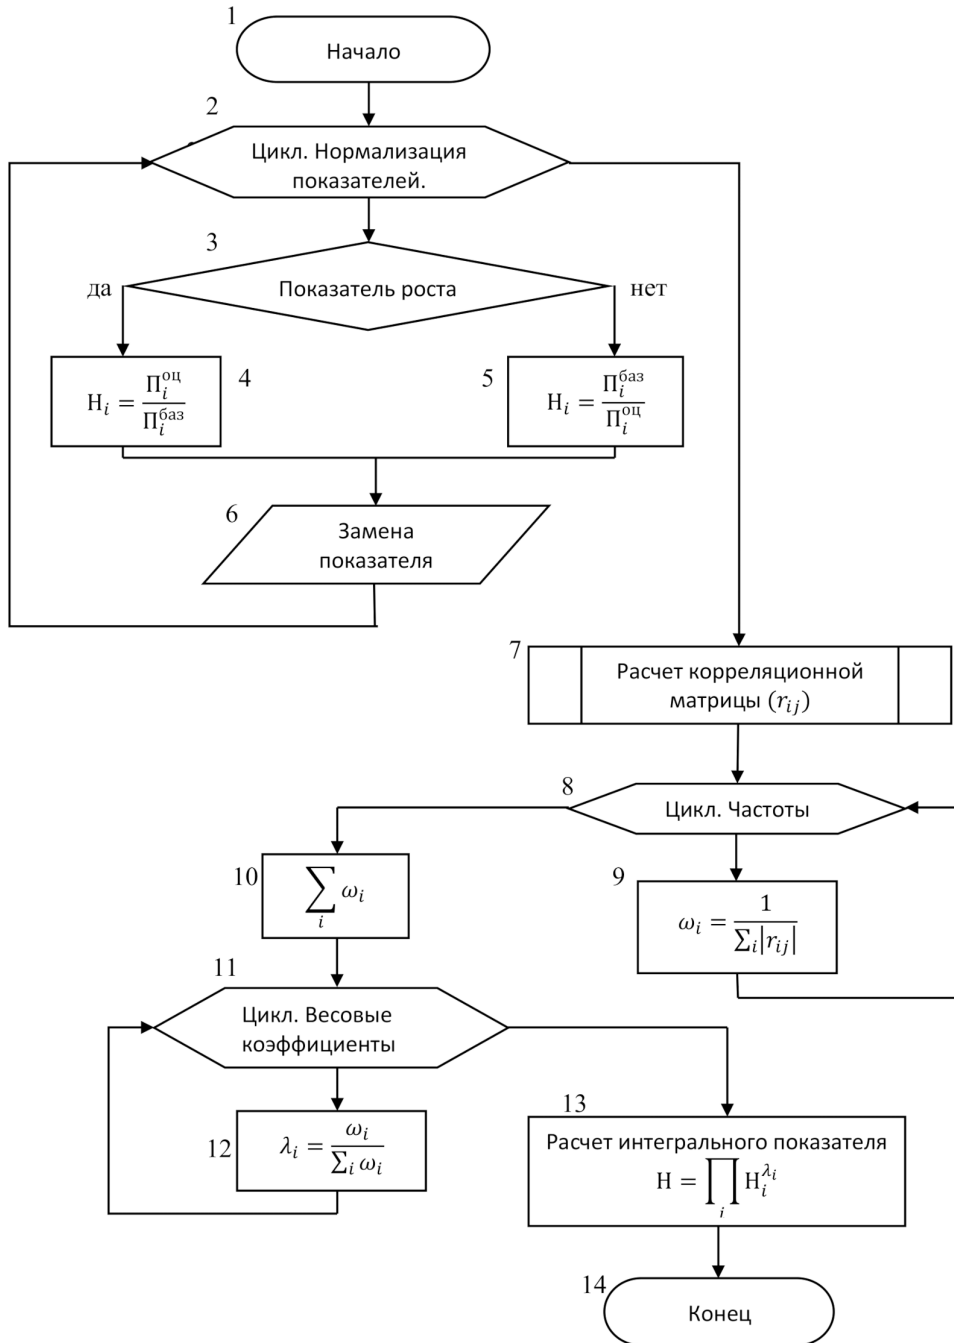 1
Начало
2
Цикл. Нормализация
показателей.
3
Показатель роста
да
нет
4
Н_i = П_i^оц / П_i^баз
5
Н_i = П_i^баз / П_i^оц
6
Замена
показателя
7
Расчет корреляционной
матрицы (r_ij)
8
Цикл. Частоты
9
ω_i = 1 / ∑_i|r_ij|
10
∑_i ω_i
11
Цикл. Весовые
коэффициенты
12
λ_i = ω_i / ∑_i ω_i
13
Расчет интегрального показателя
Н = ∏_i Н_i^λ_i
14
Конец